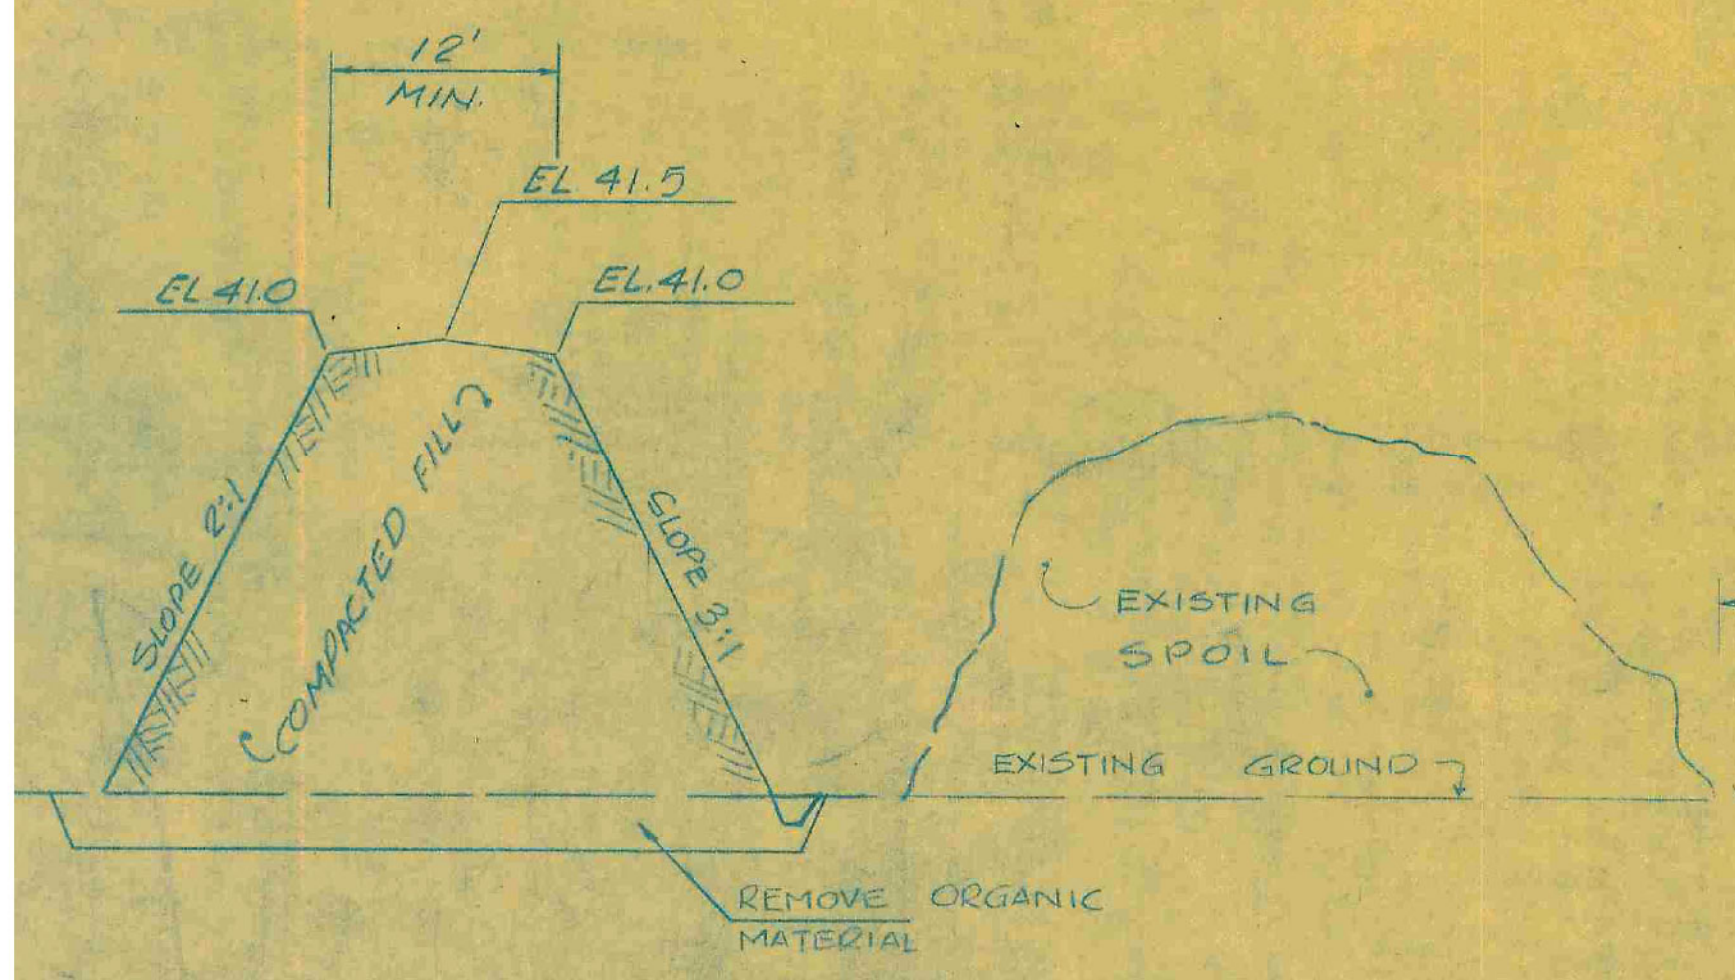 12'
MIN.
EL. 41.5
EL 41.0
EL. 41.0
SLOPE 2:1
COMPACTED FILL
SLOPE 3:1
EXISTING
SPOIL
EXISTING GROUND
REMOVE ORGANIC
MATERIAL